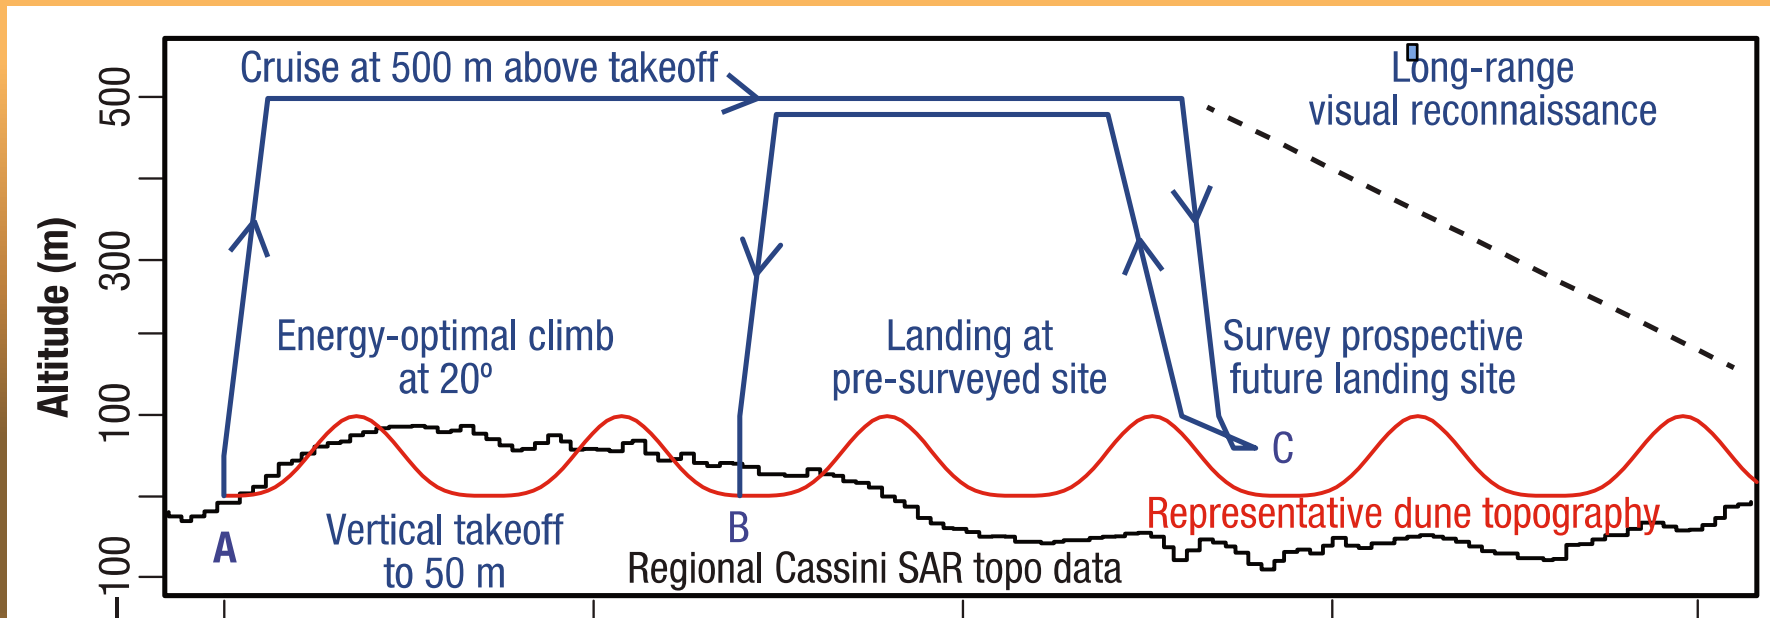 Cruise at 500 m above takeoff
Long-range
visual reconnaissance
500
Altitude (m)
300
Energy-optimal climb
at 20º
Landing at
pre-surveyed site
Survey prospective
future landing site
100
C
Representative dune topography
A
Vertical takeoff
to 50 m
B
Regional Cassini SAR topo data
-100